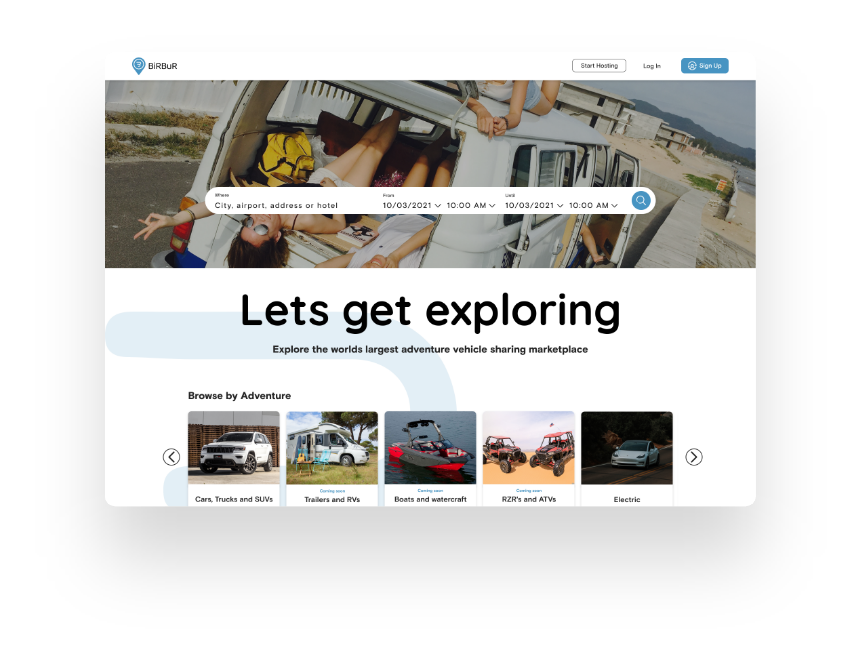 BiRBuR
Start Hosting
Log In
Sign Up
Where
City, airport, address or hotel
From
10/03/2021 10:00 AM
Until
10/03/2021 10:00 AM
Lets get exploring
Explore the worlds largest adventure vehicle sharing marketplace
Browse by Adventure
Cars, Trucks and SUVs
Coming soon
Trailers and RVs
Coming soon
Boats and watercraft
Coming soon
RZR's and ATVs
Electric